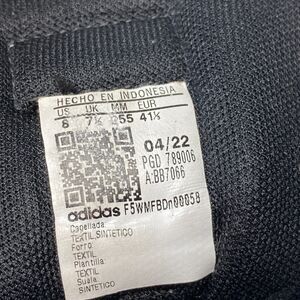 HECHO EN INDONESIA
US UK MM EUR
8 7½ 255 41⅓
04/22
PGD 789006
A.BB7066
adidas F5WMFBDn00058
Capellada:
TEXTIL.SINTETICO
Forro:
TEXTIL
Plantilla:
TEXTIL
Suela:
SINTETICO